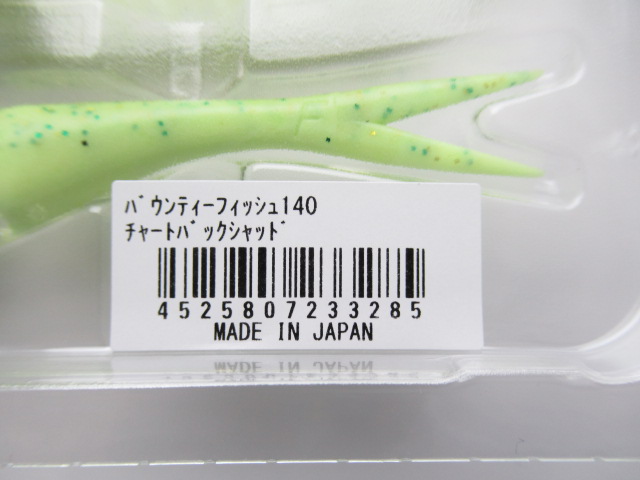 ﾊﾞｳﾝﾃｨｰﾌｨｯｼｭ140
ﾁｬｰﾄﾊﾞｯｸｼｬｯﾄﾞ
4525807233285
MADE IN JAPAN